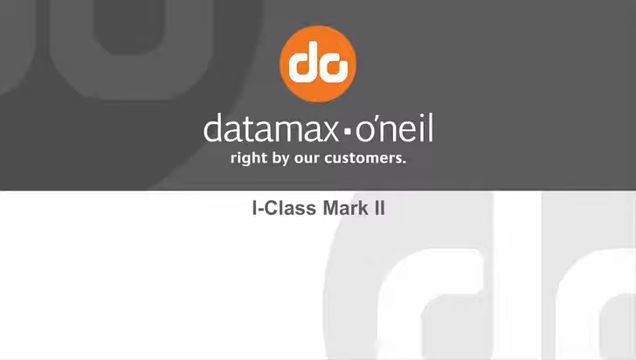 do
datamax•o'neil
right by our customers.
I-Class Mark II